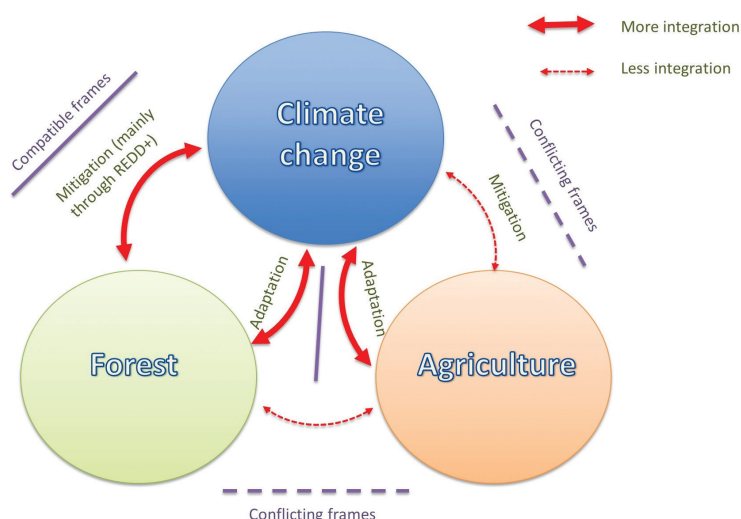 More integration
Less integration
Compatible frames
Mitigation (mainly
through REDD+)
Climate
change
Mitigation
Conflicting frames
Adaptation
Adaptation
Forest
Agriculture
Conflicting frames